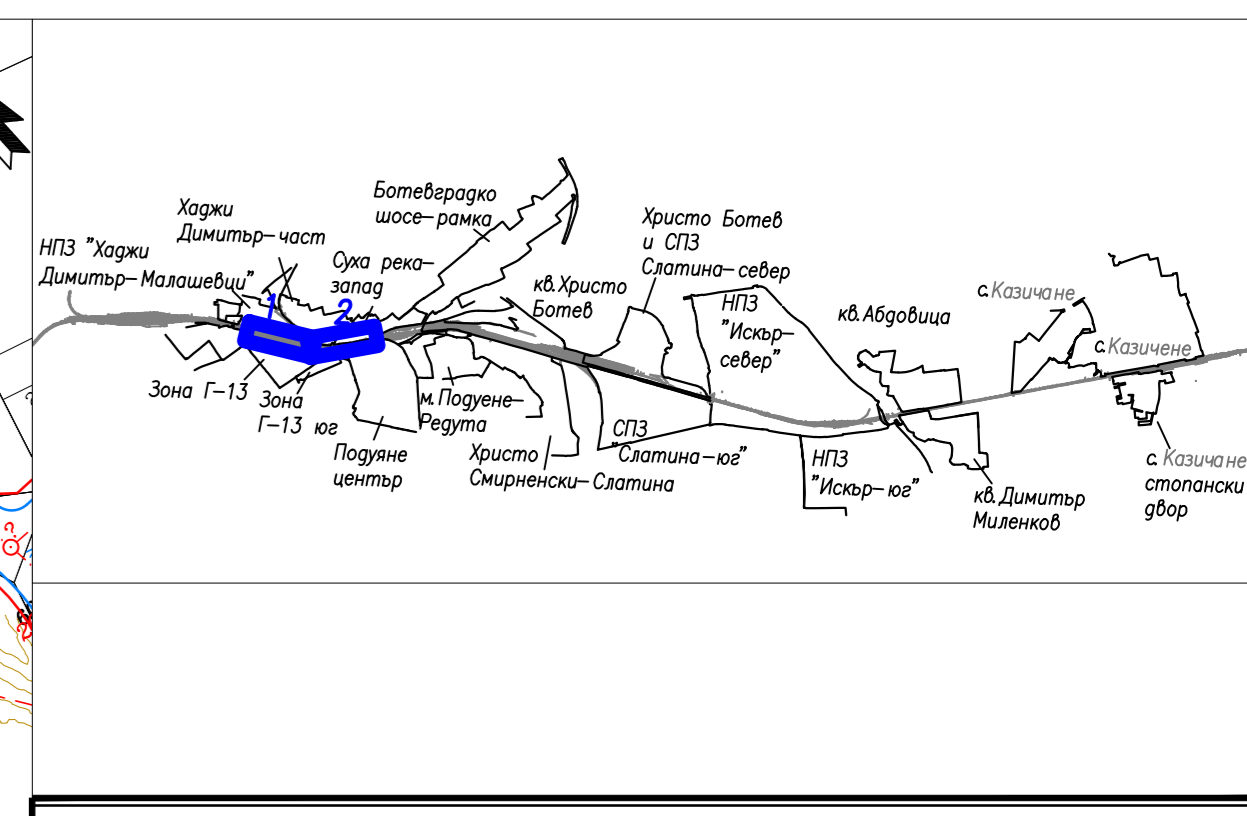 Ботевградко
шосе-рамка
Хаджи
Димитър-част
НПЗ "Хаджи
Димитър-Малашевци"
Суха река-
запад
1
2
Христо Ботев
и СПЗ
Слатина-север
кв.Христо
Ботев
НПЗ
"Искър-
север"
кв.Абдовица
с.Казичане
с.Казичене
Зона Г-13
Зона
Г-13 юг
м.Подуене-
Редута
Подуяне
център
Христо
Смирненски-Слатина
СПЗ
"Слатина-юг"
НПЗ
"Искър-юг"
кв.Димитър
Миленков
с.Казичане
стопански
двор